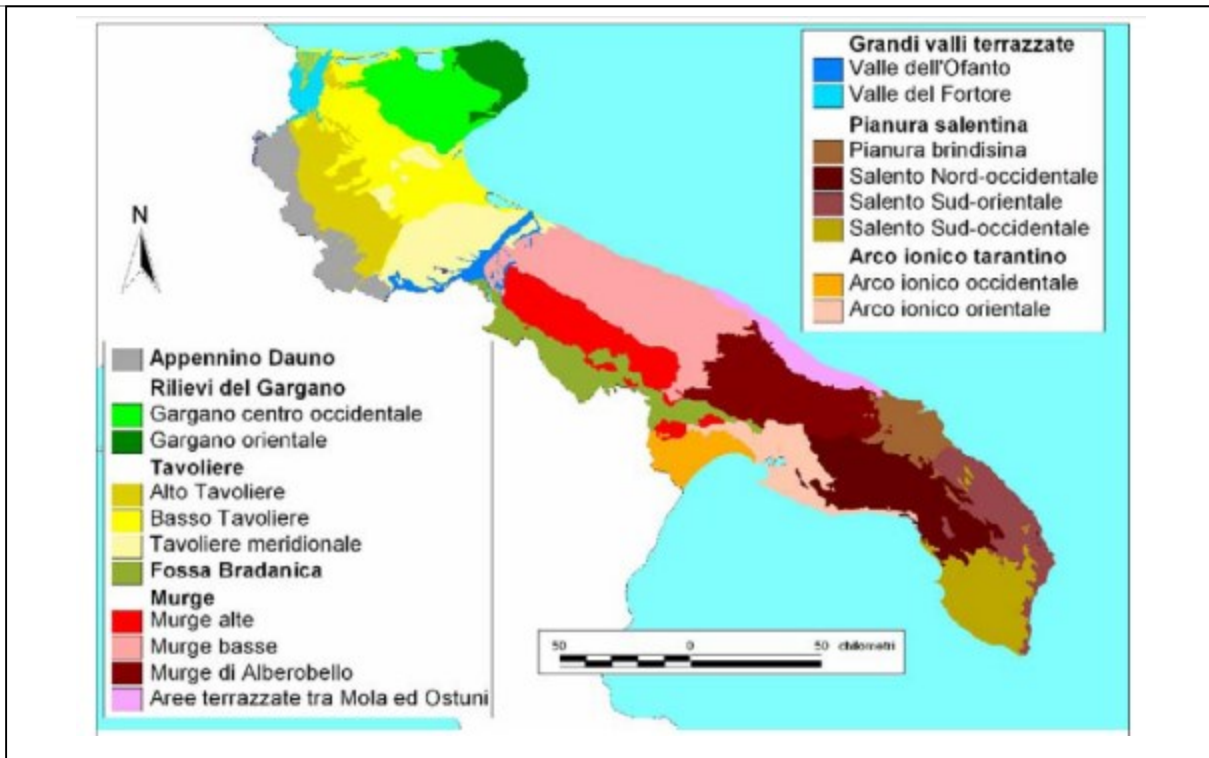 Grandi valli terrazzate
Valle dell'Ofanto
Valle del Fortore
Pianura salentina
Pianura brindisina
Salento Nord-occidentale
Salento Sud-orientale
Salento Sud-occidentale
Arco ionico tarantino
Arco ionico occidentale
Arco ionico orientale
N
Appennino Dauno
Rilievi del Gargano
Gargano centro occidentale
Gargano orientale
Tavoliere
Alto Tavoliere
Basso Tavoliere
Tavoliere meridionale
Fossa Bradanica
Murge
Murge alte
Murge basse
Murge di Alberobello
Aree terrazzate tra Mola ed Ostuni
50 0 50 chilometri